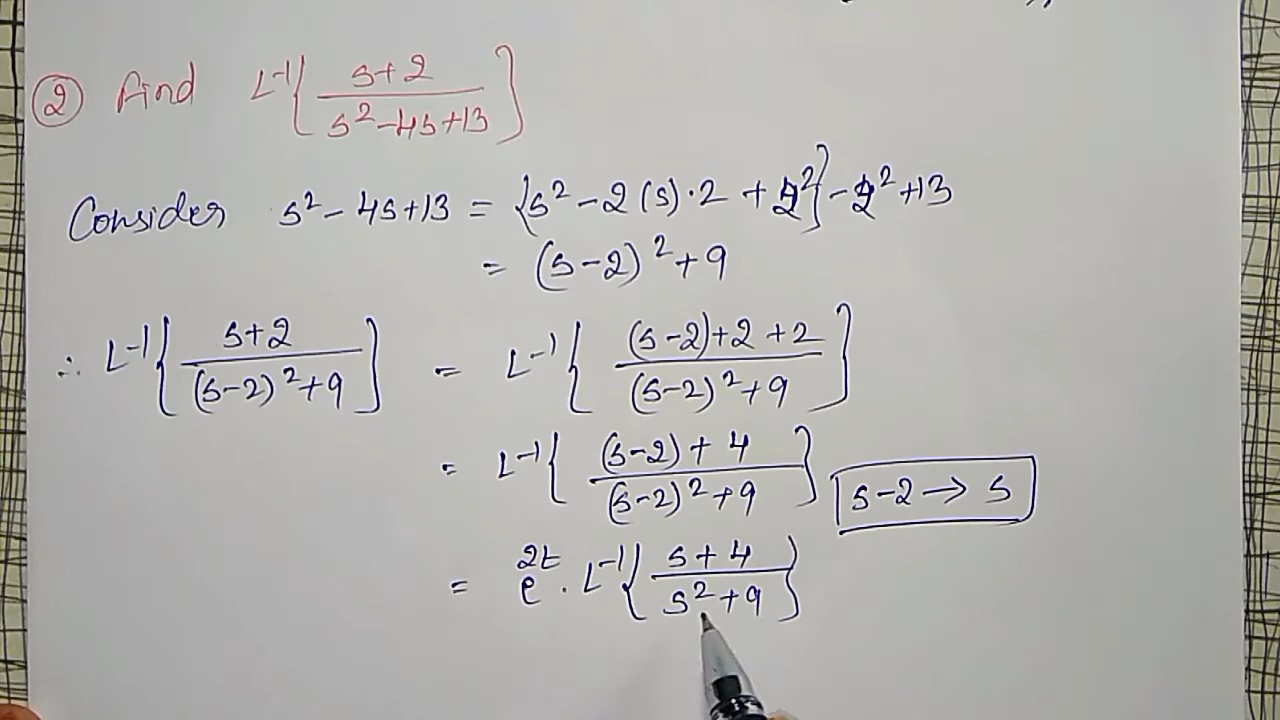 ② Find L⁻¹{ (s+2) / (s²-4s+13) }
Consider s²-4s+13 = {s²-2(s)·2+2²}-2²+13
= (s-2)²+9
∴ L⁻¹{ (s+2) / ((s-2)²+9) } = L⁻¹{ ((s-2)+2+2) / ((s-2)²+9) }
= L⁻¹{ ((s-2)+4) / ((s-2)²+9) } s-2→s
= e²ᵗ·L⁻¹{ (s+4) / (s²+9) }